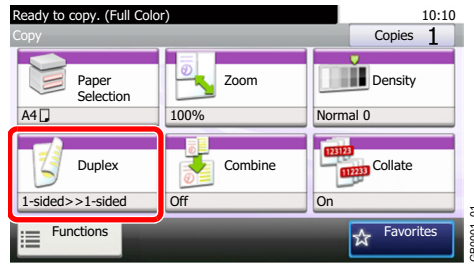 Ready to copy. (Full Color)
10:10
Copy
Copies 1
Paper
Selection
A4
Zoom
100%
Density
Normal 0
Duplex
1-sided>>1-sided
Combine
Off
123123
112233
Collate
On
Functions
Favorites
GB0001_01